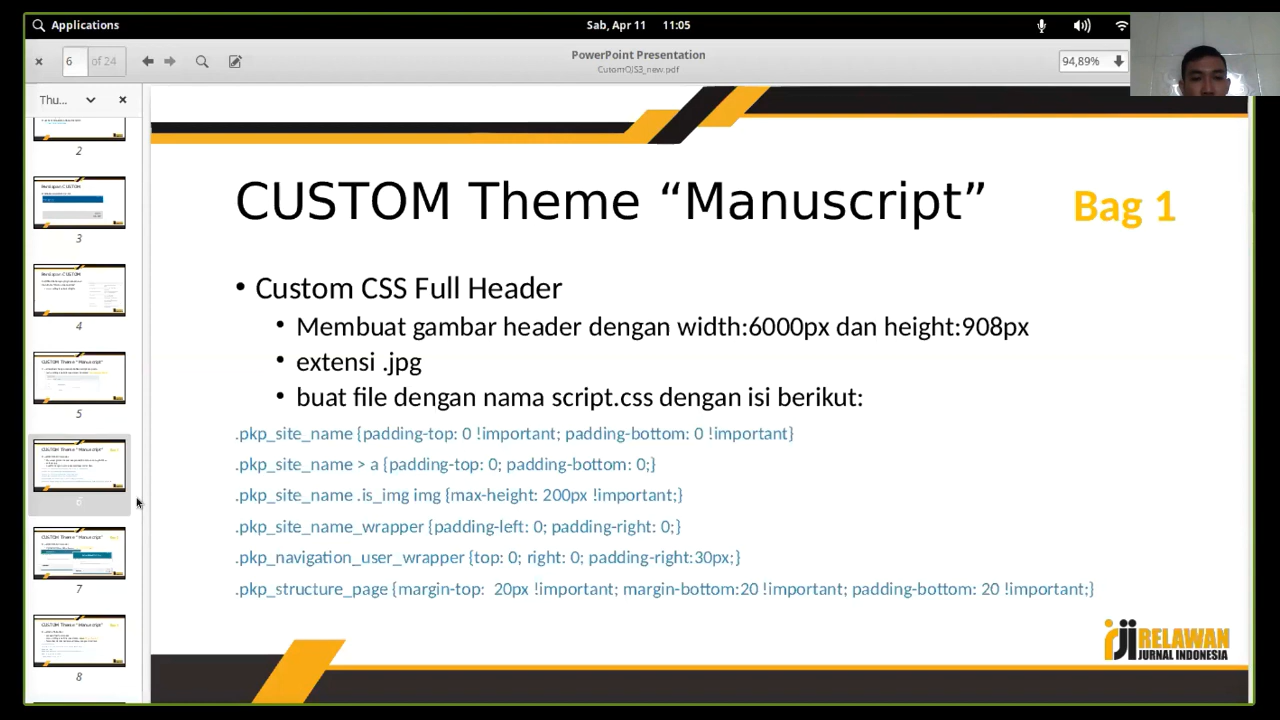 Applications
Sab, Apr 11 11:05
6 of 24
PowerPoint Presentation
CutomOJS3_new.pdf
94,89%
Thu...
2
3
4
5
6
7
8
CUSTOM Theme “Manuscript”
Bag 1
• Custom CSS Full Header
• Membuat gambar header dengan width:6000px dan height:908px
• extensi .jpg
• buat file dengan nama script.css dengan isi berikut:
.pkp_site_name {padding-top: 0 !important; padding-bottom: 0 !important}
.pkp_site_name > a {padding-top: 0; padding-bottom: 0;}
.pkp_site_name .is_img img {max-height: 200px !important;}
.pkp_site_name_wrapper {padding-left: 0; padding-right: 0;}
.pkp_navigation_user_wrapper {top: 0; right: 0; padding-right:30px;}
.pkp_structure_page {margin-top: 20px !important; margin-bottom:20 !important; padding-bottom: 20 !important;}
RELAWAN
JURNAL INDONESIA